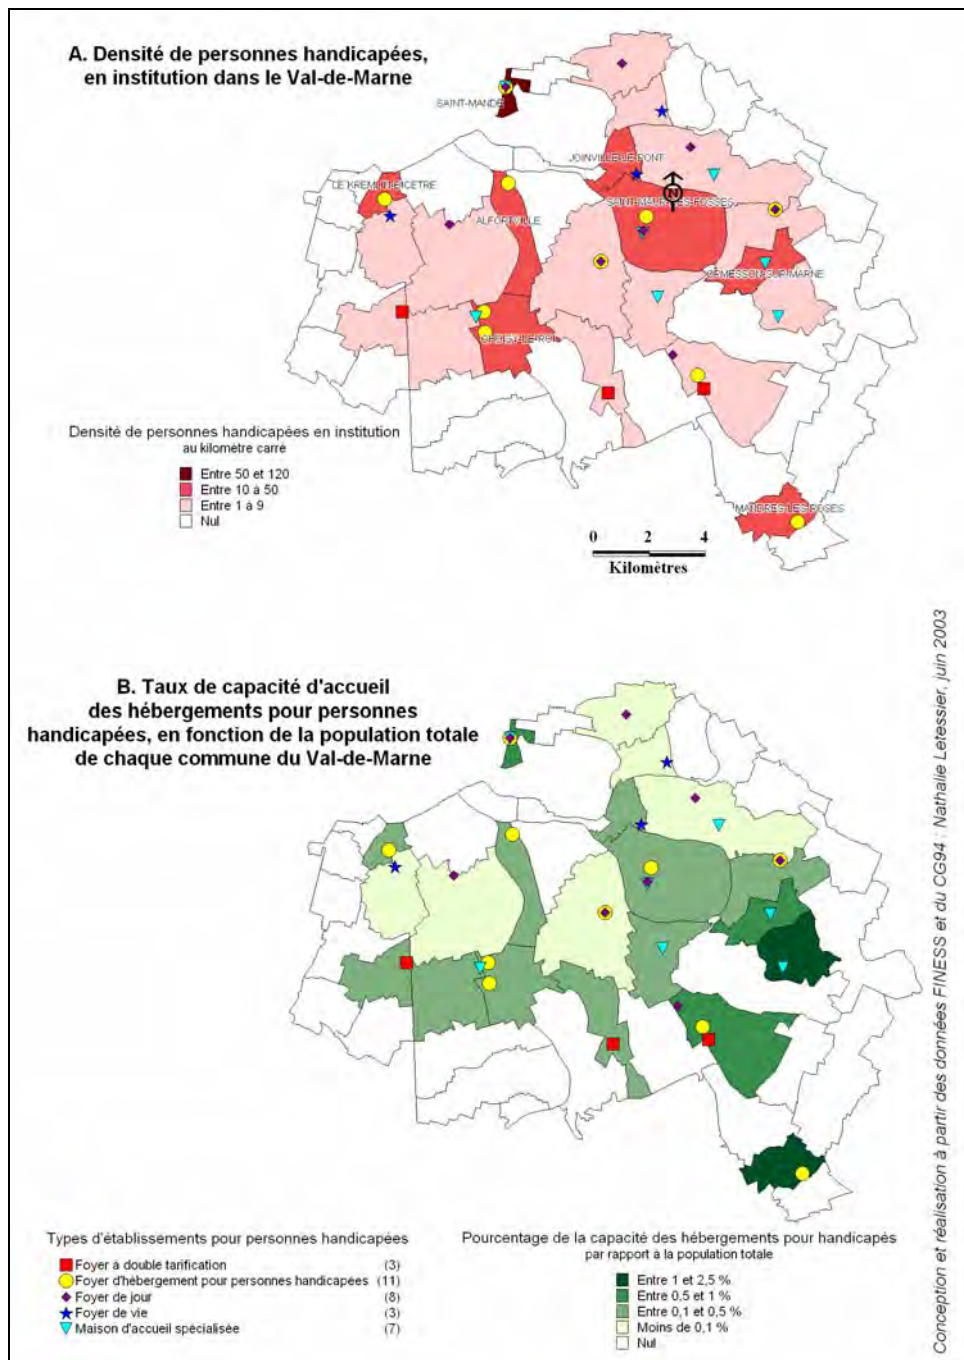 A. Densité de personnes handicapées,
en institution dans le Val-de-Marne
SAINT-MANDE
JOINVILLE-LE-PONT
LE KREMLIN-BICETRE
N
SAINT-MAUR-DES-FOSSES
ALFORTVILLE
ORMESSON-SUR-MARNE
CHOISY-LE-ROI
Densité de personnes handicapées en institution
au kilomètre carré
Entre 50 et 120
Entre 10 à 50
Entre 1 à 9
Nul
MANDRES-LES-ROSES
0 2 4
Kilomètres
B. Taux de capacité d'accueil
des hébergements pour personnes
handicapées, en fonction de la population totale
de chaque commune du Val-de-Marne
Types d'établissements pour personnes handicapées
Foyer à double tarification (3)
Foyer d'hébergement pour personnes handicapées (11)
Foyer de jour (8)
Foyer de vie (3)
Maison d'accueil spécialisée (7)
Pourcentage de la capacité des hébergements pour handicapés
par rapport à la population totale
Entre 1 et 2,5 %
Entre 0,5 et 1 %
Entre 0,1 et 0,5 %
Moins de 0,1 %
Nul
Conception et réalisation à partir des données FINESS et du CG94 : Nathalie Letessier, juin 2003